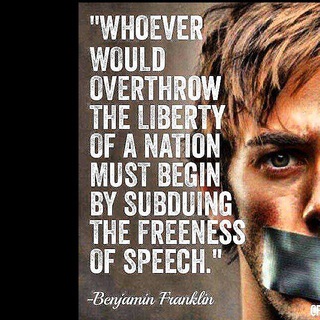 "WHOEVER
WOULD
OVERTHROW
THE LIBERTY
OF A NATION
MUST BEGIN
BY SUBDUING
THE FREENESS
OF SPEECH."
-Benjamin Franklin